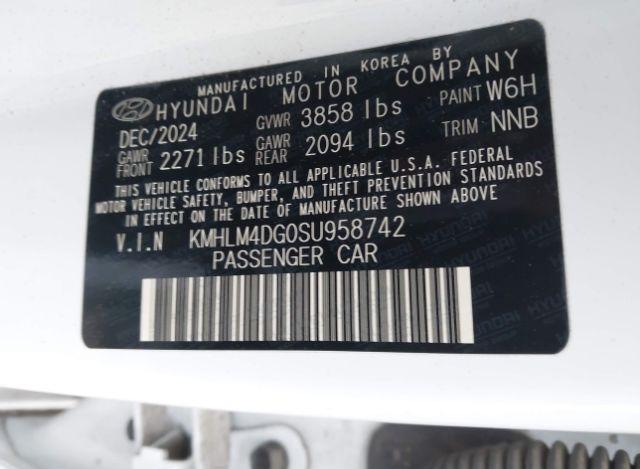 MANUFACTURED IN KOREA BY
HYUNDAI MOTOR COMPANY
DEC/2024 GVWR 3858 lbs PAINT W6H
GAWR FRONT 2271 lbs GAWR REAR 2094 lbs TRIM NNB
THIS VEHICLE CONFORMS TO ALL APPLICABLE U.S.A. FEDERAL
MOTOR VEHICLE SAFETY, BUMPER, AND THEFT PREVENTION STANDARDS
IN EFFECT ON THE DATE OF MANUFACTURE SHOWN ABOVE
V.I.N KMHLM4DG0SU958742
PASSENGER CAR